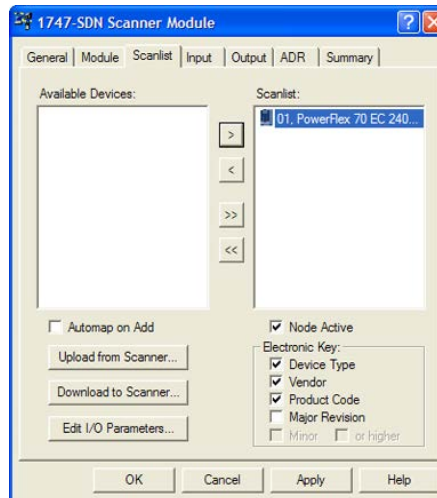 1747-SDN Scanner Module
General Module Scanlist Input Output ADR Summary
Available Devices:
Scanlist:
01, PowerFlex 70 EC 240...
>
<
>>
<<
Automap on Add
Node Active
Upload from Scanner...
Download to Scanner...
Edit I/O Parameters...
Electronic Key:
Device Type
Vendor
Product Code
Major Revision
Minor or higher
OK Cancel Apply Help